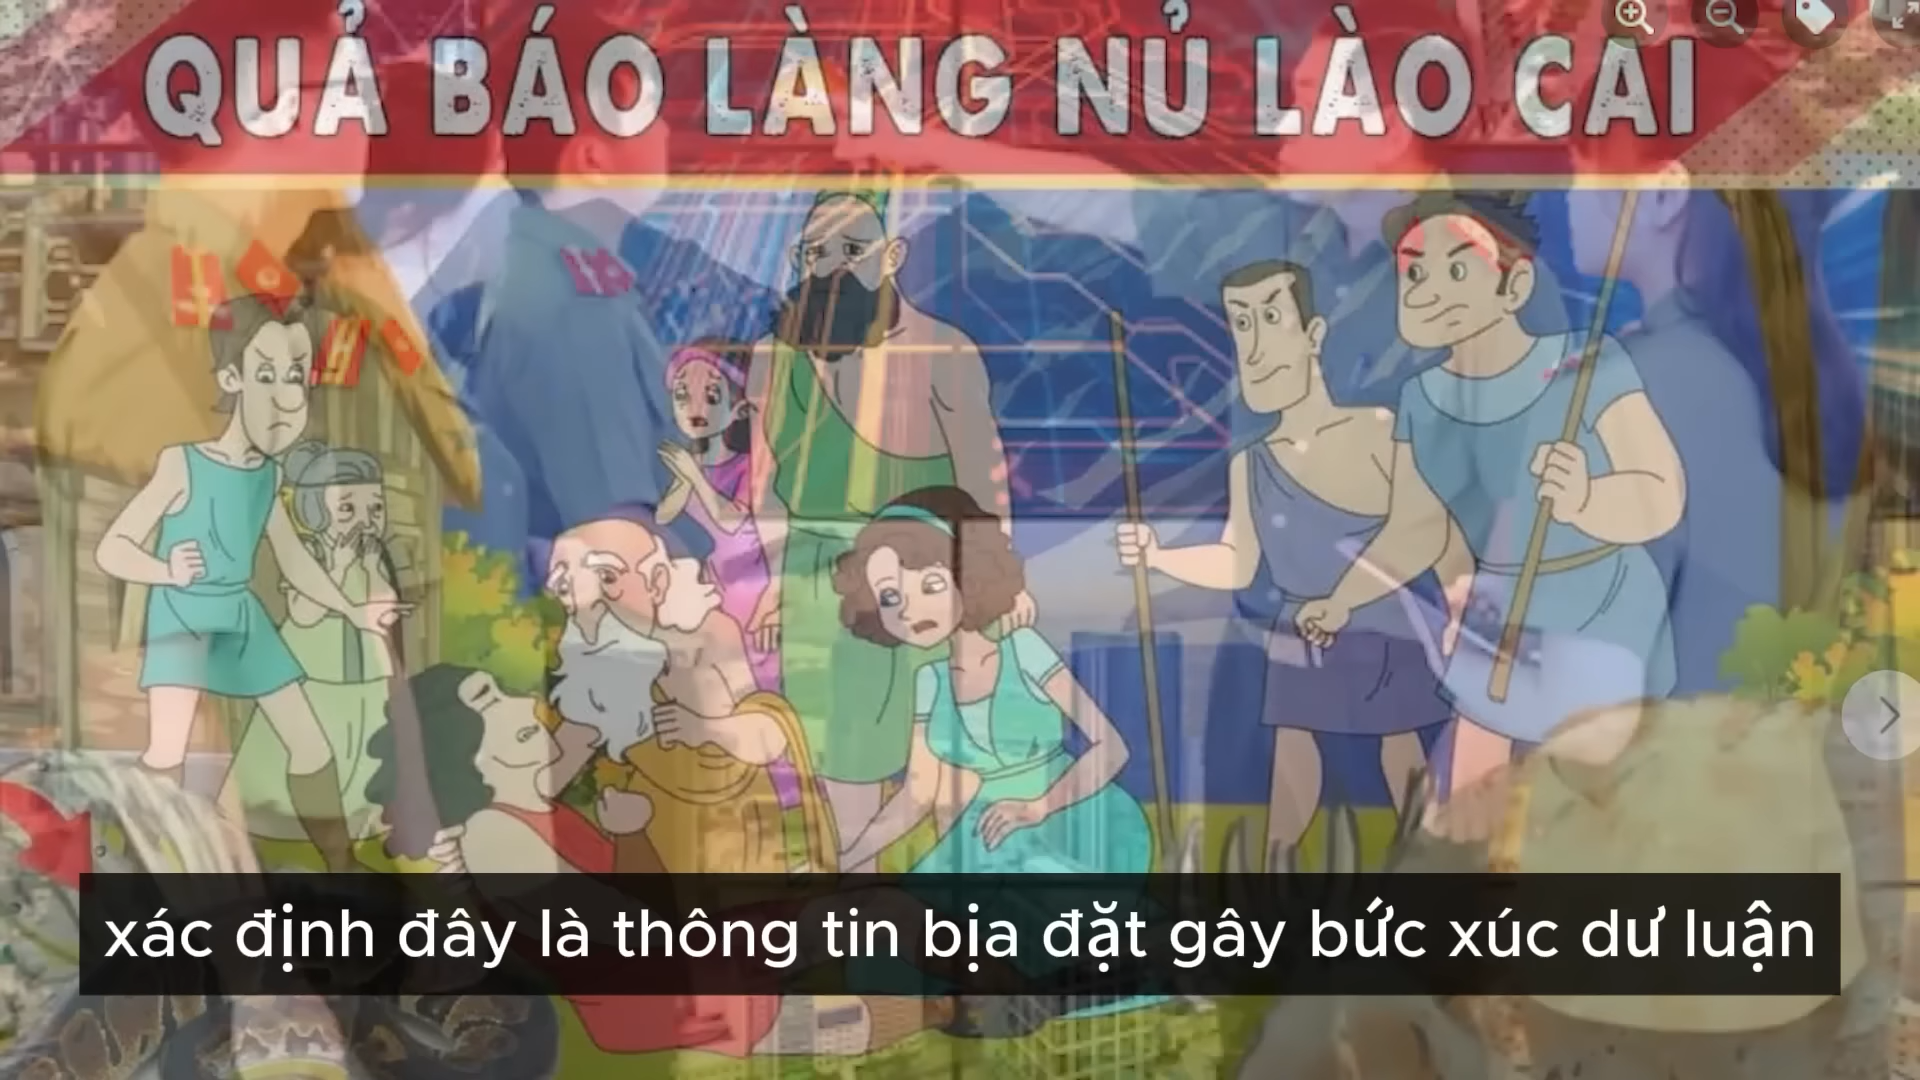 QUẢ BÁO LÀNG NỦ LÀO CAI
xác định đây là thông tin bịa đặt gây bức xúc dư luận